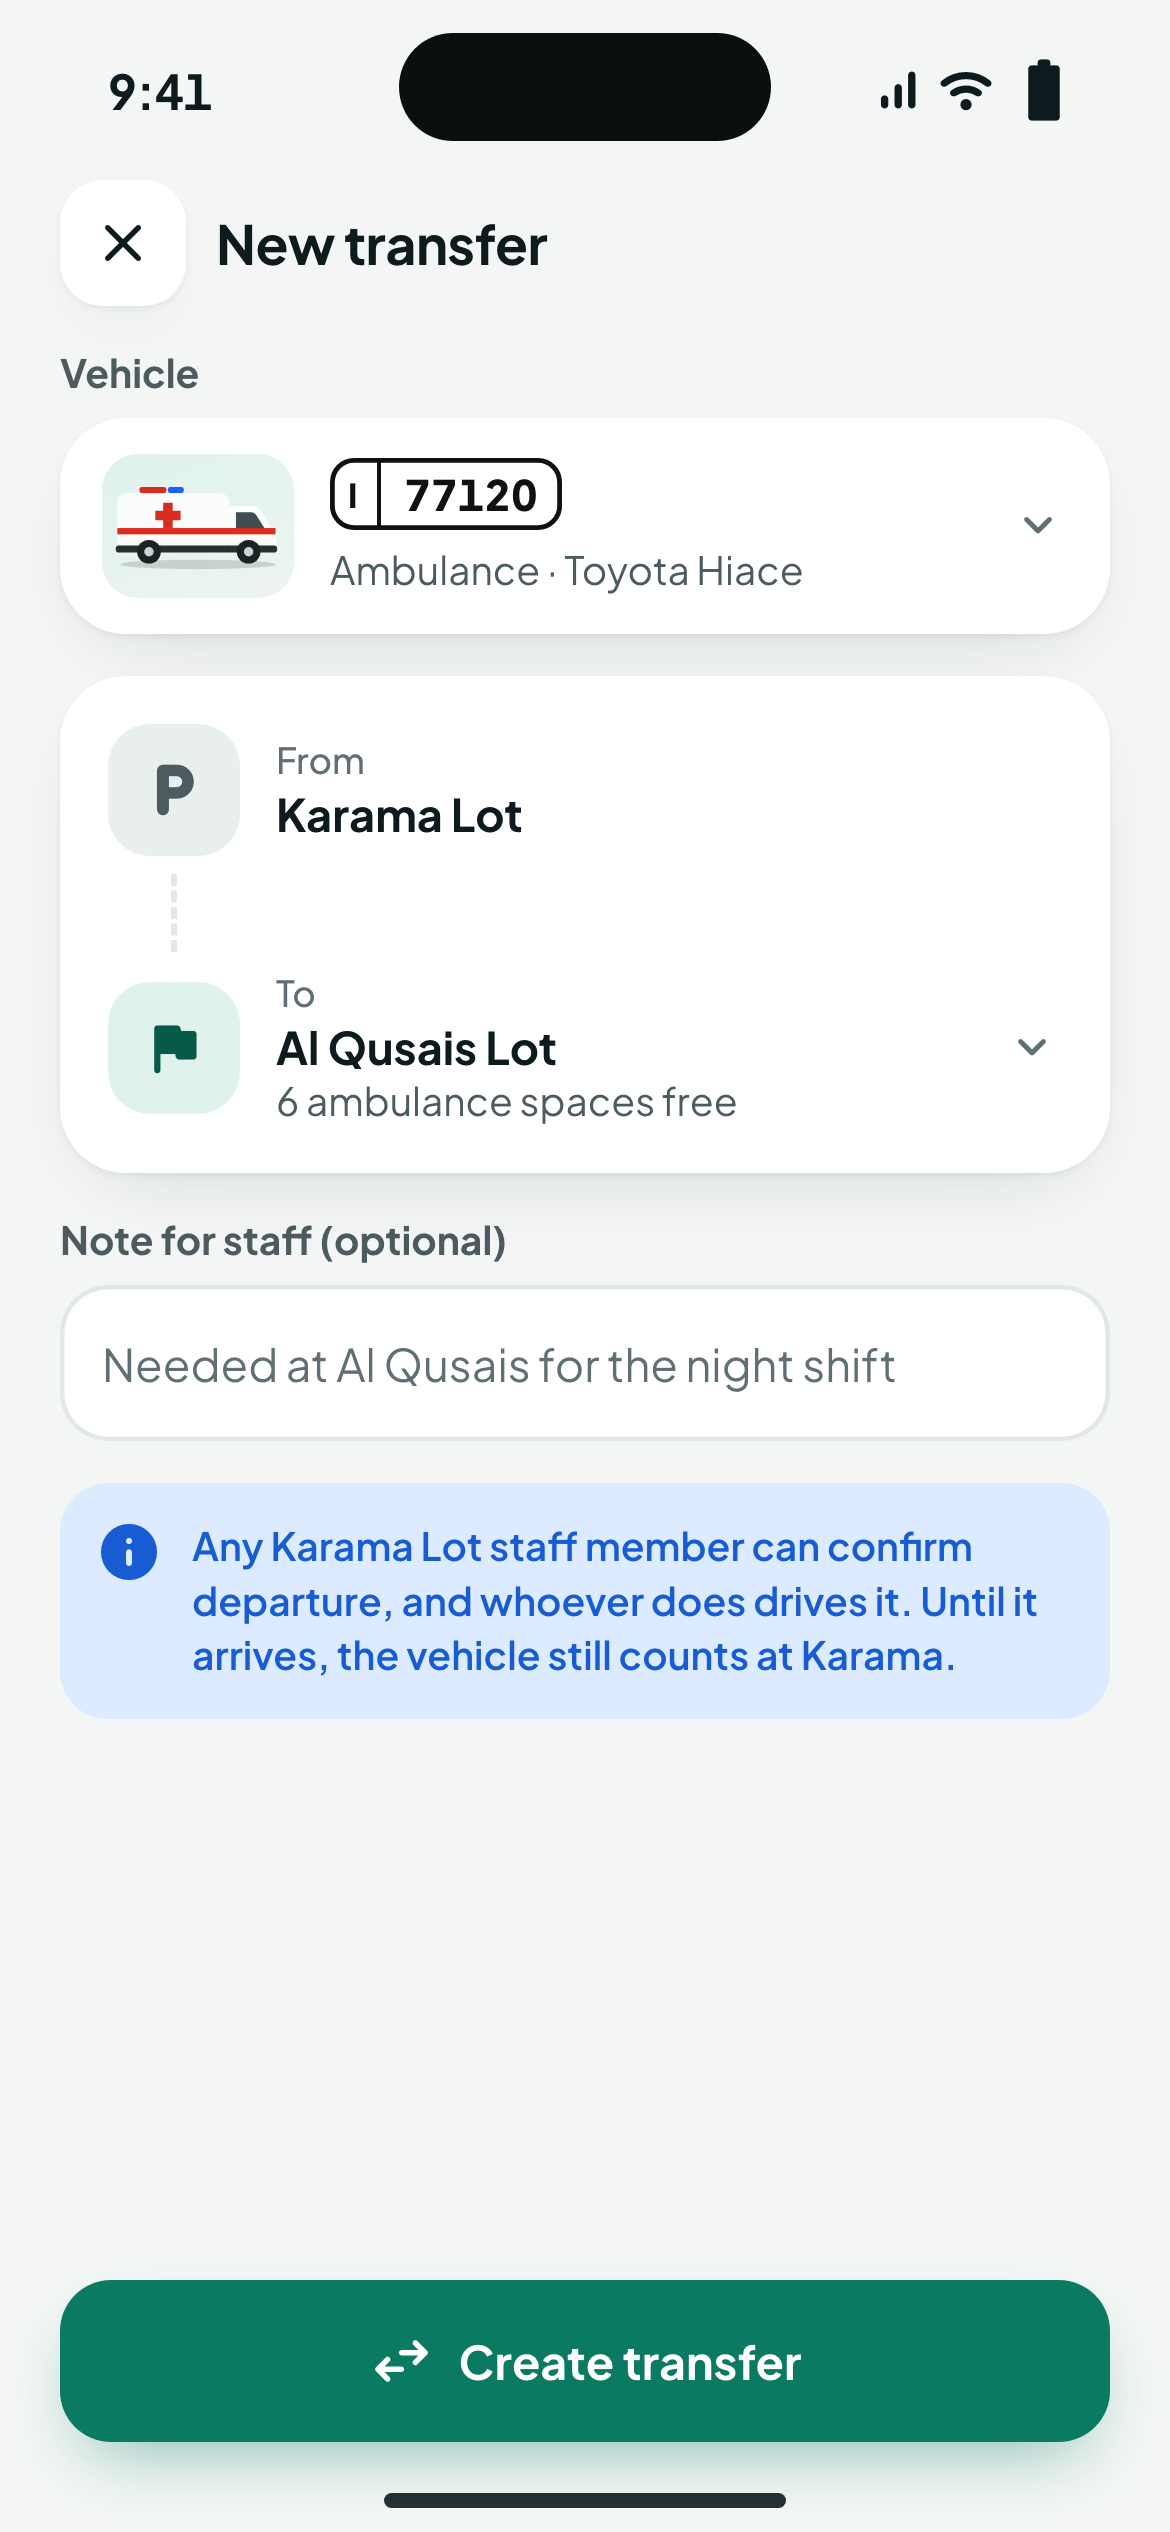 9:41
New transfer
Vehicle
I 77120
Ambulance · Toyota Hiace
P
From
Karama Lot
To
Al Qusais Lot
6 ambulance spaces free
Note for staff (optional)
Needed at Al Qusais for the night shift
Any Karama Lot staff member can confirm
departure, and whoever does drives it. Until it
arrives, the vehicle still counts at Karama.
Create transfer